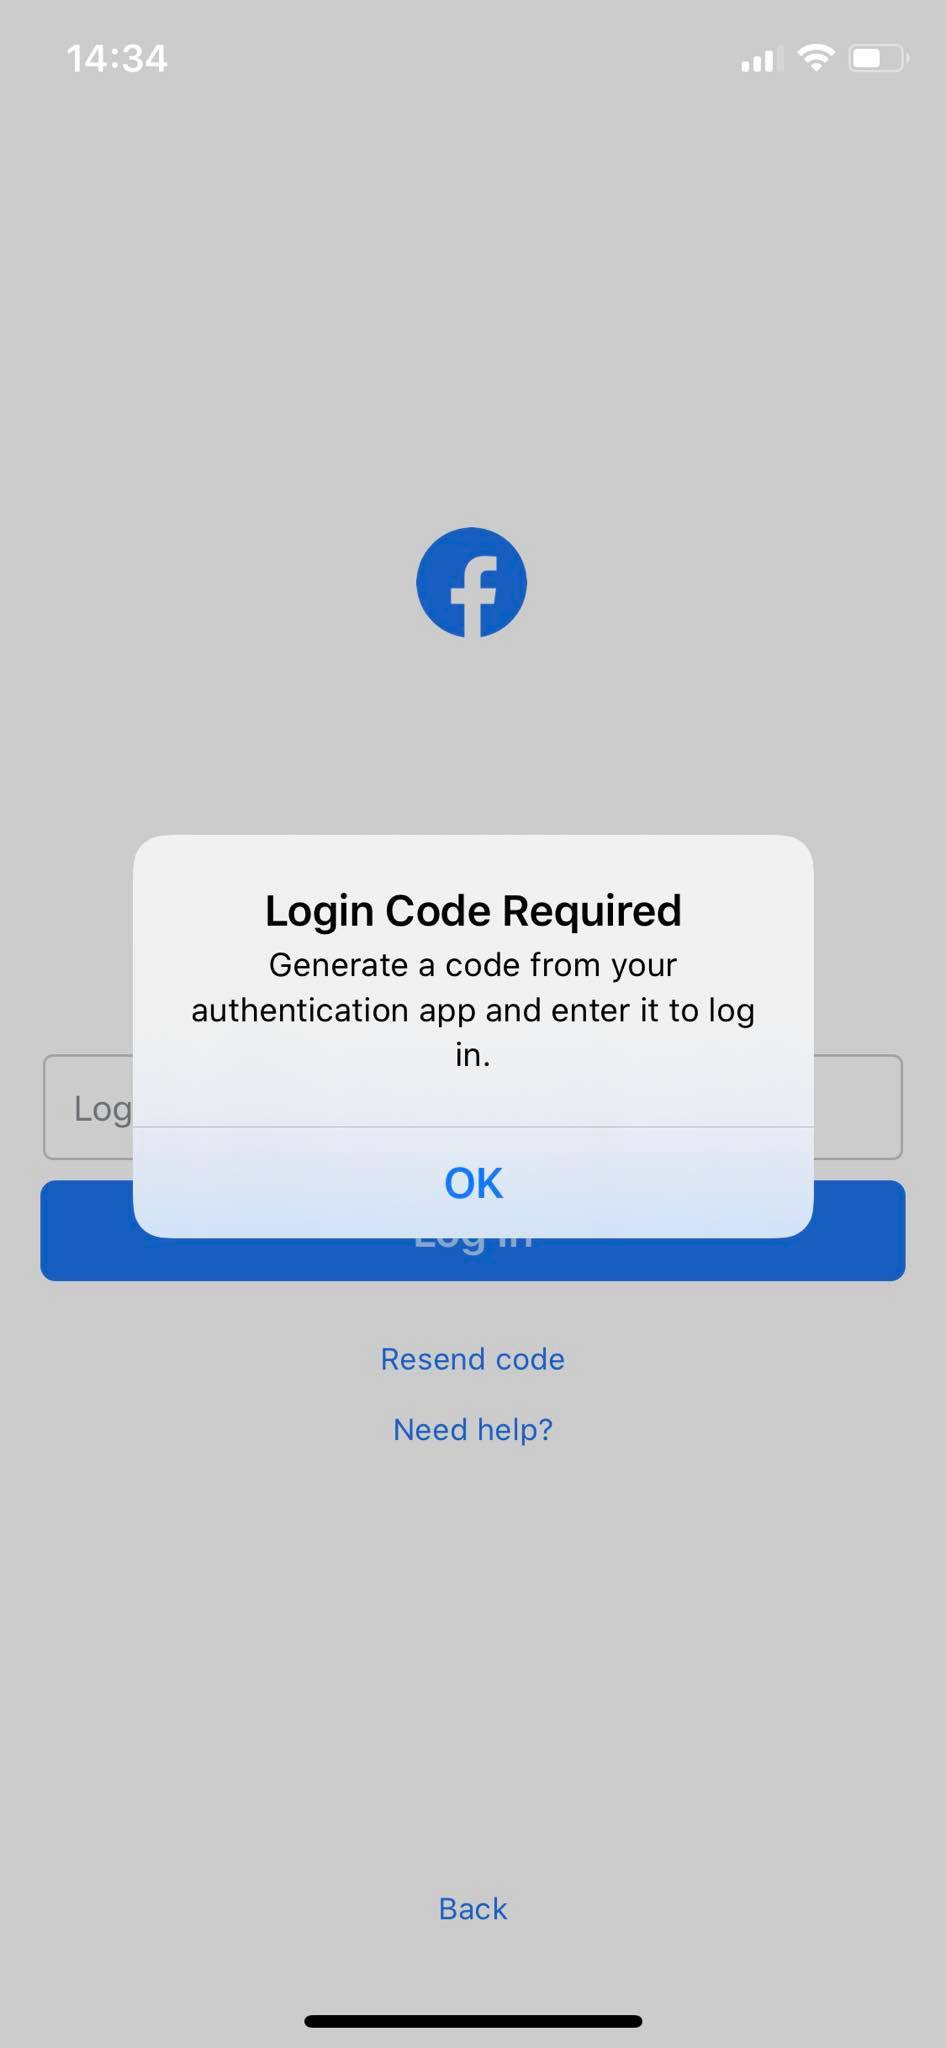 14:34
Login Code Required
Generate a code from your
authentication app and enter it to log
in.
Log
OK
Log In
Resend code
Need help?
Back